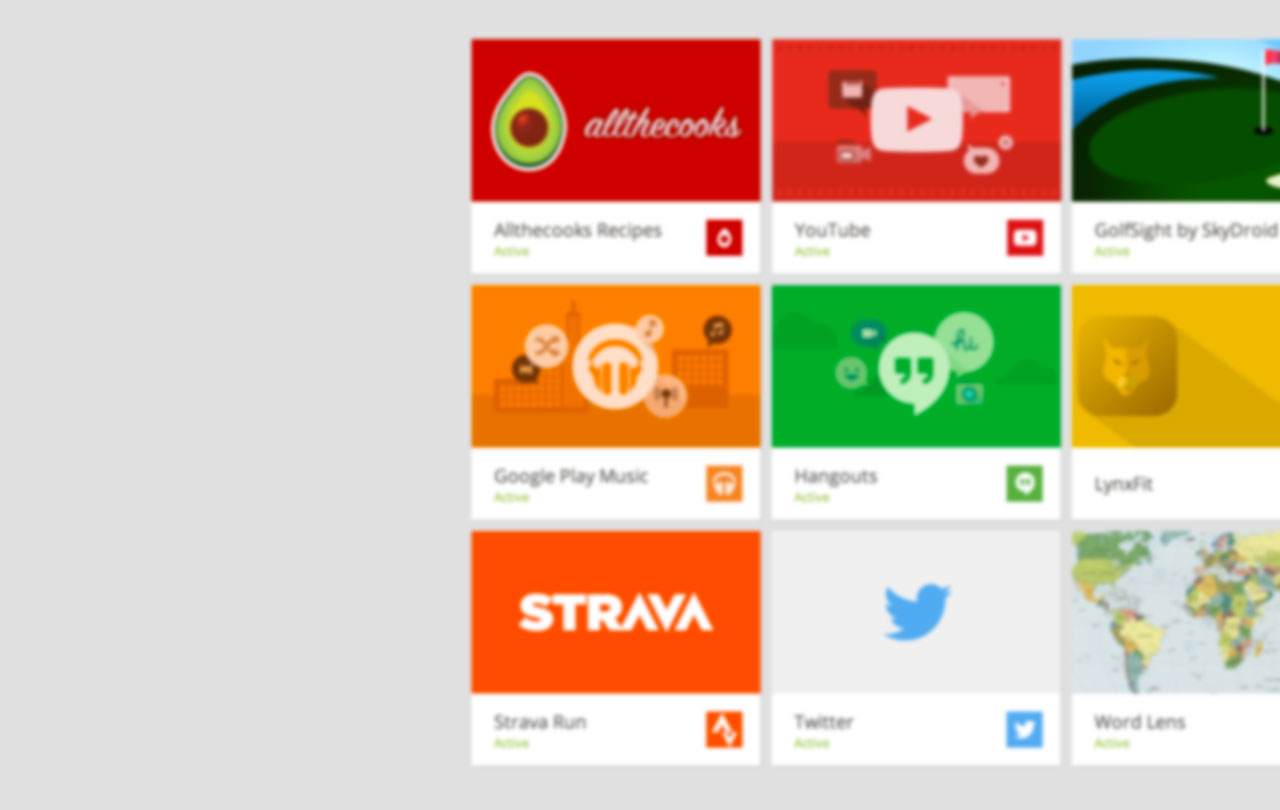 allthecooks
Allthecooks Recipes
Active
YouTube
Active
GolfSight by SkyDroid
Active
hi
Google Play Music
Active
Hangouts
Active
LynxFit
STRAVA
Strava Run
Active
Twitter
Active
Word Lens
Active